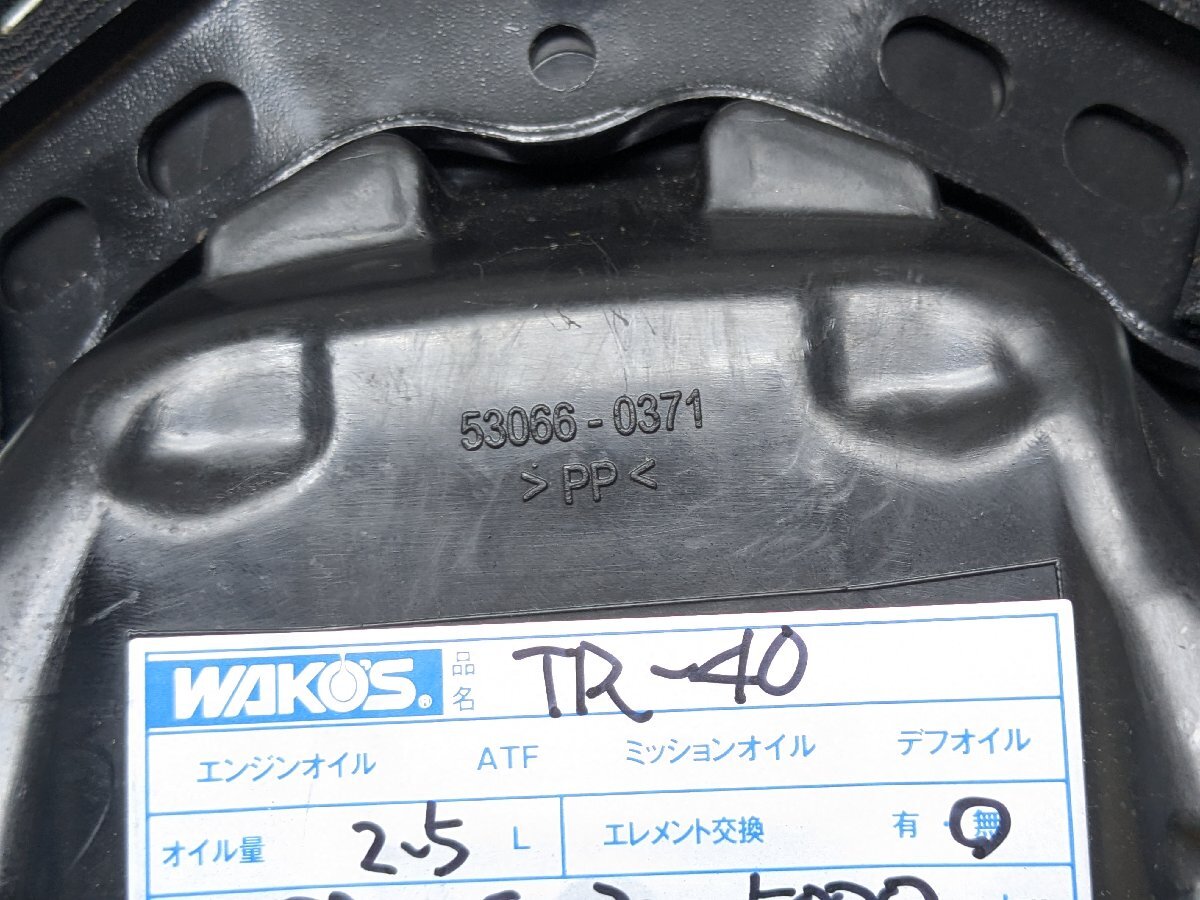 53066-0371
>PP<
WAKO'S® 品名 TR-40
エンジンオイル ATF ミッションオイル デフオイル
オイル量 2.5 L エレメント交換 有・無